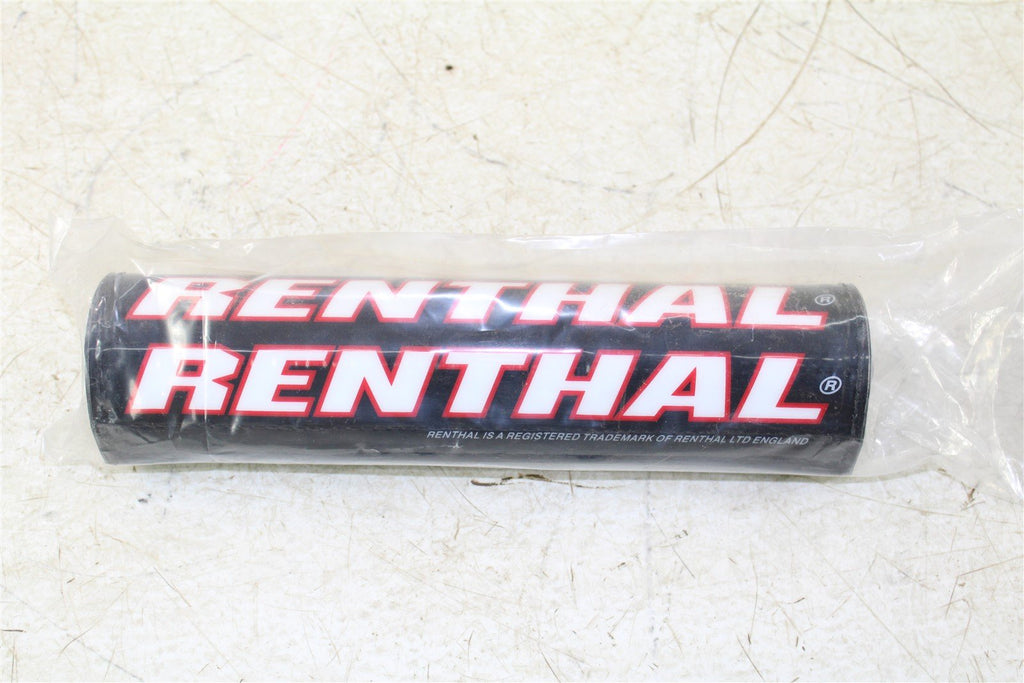 RENTHAL®
RENTHAL®
RENTHAL IS A REGISTERED TRADEMARK OF RENTHAL LTD ENGLAND